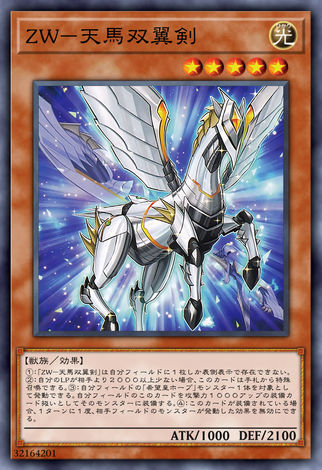 ZW－天馬双翼剣
光
【獣族／効果】
①：「ZW－天馬双翼剣」は自分フィールドに１枚しか表側表示で存在できない。
②：自分のLPが相手より２０００以上少ない場合、このカードは手札から特殊
召喚できる。③：自分フィールドの「希望皇ホープ」モンスター１体を対象とし
て発動できる。自分フィールドのこのカードを攻撃力１０００アップの装備カ
ード扱いとしてそのモンスターに装備する。④：このカードが装備されている場
合、１ターンに１度、相手フィールドのモンスターが発動した効果を無効にでき
る。
ATK/1000 DEF/2100
32164201